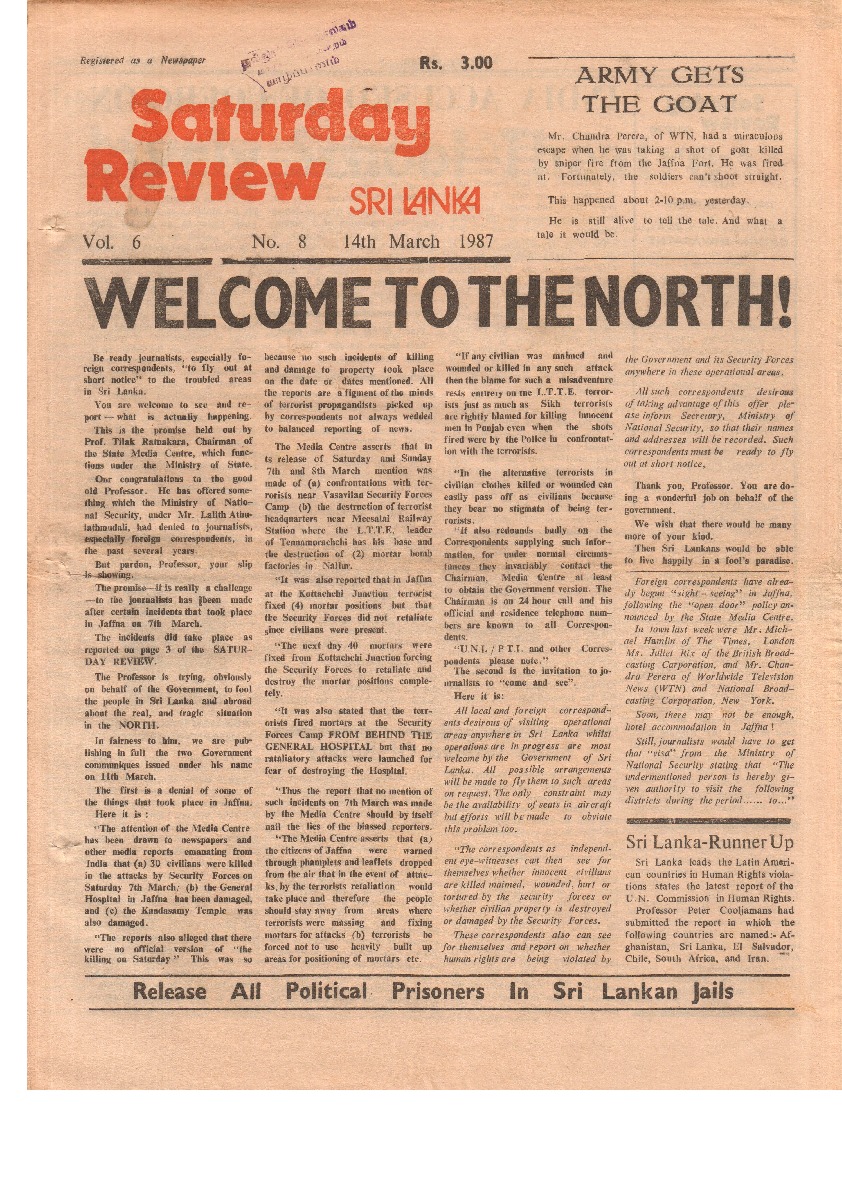 Registered as a Newspaper
Rs. 3.00
Saturday
Review
SRI LANKA
Vol. 6 No. 8 14th March 1987
ARMY GETS
THE GOAT
Mr. Chandra Perera, of WTN, had a miraculous
escape when he was taking a shot of goat killed
by sniper fire from the Jaffna Fort. He was fired
at. Fortunately, the soldiers can't shoot straight.
This happened about 2-10 p.m. yesterday.
He is still alive to tell the tale. And what a
tale it would be.
WELCOME TO THE NORTH!
Be ready journalists, especially fo-
reign correspondents, "to fly out at
short notice" to the troubled areas
in Sri Lanka.
You are welcome to see and re-
port — what is actually happening.
This is the promise held out by
Prof. Tilak Ratnakara, Chairman of
the State Media Centre, which func-
tions under the Ministry of State.
Our congratulations to the good
old Professor. He has offered some-
thing which the Ministry of Natio-
nal Security, under Mr. Lalith Athu-
lathmudali, had denied to journalists,
especially foreign correspondents, in
the past several years.
But pardon, Professor, your slip
is showing.
The promise—it is really a challenge
—to the journalists has been made
after certain incidents that took place
in Jaffna on 7th March.
The incidents did take place as
reported on page 3 of the SATUR-
DAY REVIEW.
The Professor is trying, obviously
on behalf of the Government, to fool
the people in Sri Lanka and abroad
about the real, and tragic situation
in the NORTH.
In fairness to him, we are pub-
lishing in full the two Government
communiques issued under his name
on 11th March.
The first is a denial of some of
the things that took place in Jaffna.
Here it is :
"The attention of the Media Centre
has been drawn to newspapers and
other media reports emanating from
India that (a) 30 civilians were killed
in the attacks by Security Forces on
Saturday 7th March; (b) the General
Hospital in Jaffna has been damaged,
and (c) the Kandasamy Temple was
also damaged.
"The reports also alleged that there
were no official version of "the
killing on Saturday" This was so
because no such incidents of killing
and damage to property took place
on the date or dates mentioned. All
the reports are a figment of the minds
of terrorist propagandists picked up
by correspondents not always wedded
to balanced reporting of news.
The Media Centre asserts that in
ts release of Saturday and Sunday
7th and 8th March mention was
made of (a) confrontations with ter-
rorists near Vasavilan Security Forces
Camp (b) the destruction of terrorist
headquarters near Meesalai Railway
Station where the L.T.T.E, leader
of Tennamorachchi has his base and
the destruction of (2) mortar bomb
factories in Nallur.
"It was also reported that in Jaffna
at the Kottachchi Junction terrorist
fixed (4) mortar positions but that
the Security Forces did not retaliate
since civilians were present.
"The next day 40 mortars were
fixed from Kottachchi Junction forcing
the Security Forces to retaliate and
destroy the mortar positions comple-
tely.
"It was also stated that the terr-
orists fired mortars at the Security
Forces Camp FROM BEHIND THE
GENERAL HOSPITAL but that no
rataliatory attacks were launched for
fear of destroying the Hospital.
"Thus the report that no mention of
such incidents on 7th March was made
by the Media Centre should by itself
nail the lies of the biassed reporters.
"The Media Centre asserts that (a)
the citizens of Jaffna were warned
through phamplets and leaflets dropped
from the air that in the event of attac-
ks, by the terrorists retaliation would
take place and therefore the people
should stay away from areas where
terrorists were massing and fixing
mortars for attacks (b) terrorists be
forced not to use heavily built up
areas for positioning of mortars etc.
"If any civilian was maimed and
wounded or killed in any such attack
then the blame for such a misadventure
rests entirely on the L.T.T.E. terror-
ists just as much as Sikh terrorists
are rightly blamed for killing innocent
men in Punjab even when the shots
fired were by the Police in confrontat-
ion with the terrorists.
"In the alternative terrorists in
civilian clothes killed or wounded can
easily pass off as civilians because
they bear no stigmata of being ter-
rorists.
"If also redounds badly on the
Correspondents supplying such infor-
mation, for under normal circums-
tances they invariably contact the
Chairman, Media Centre at least
to obtain the Government version. The
Chairman is on 24 hour call and his
official and residence telephone num-
bers are known to all Correspon-
dents.
"U.N.I / P.T.I. and other Corres-
pondents please note."
The second is the invitation to jo-
urnalists to "come and see".
Here it is:
All local and foreign correspond-
ents desirous of visiting operational
areas anywhere in Sri Lanka whilst
operations are in progress are most
welcome by the Government of Sri
Lanka. All possible arrangements
will be made to fly them to such areas
on request. The only constraint may
be the availability of seats in aircraft
but efforts will be made to obviate
this problem too.
"The correspondents as independ-
ent eye-witnesses can then see for
themselves whether innocent civilians
are killed maimed, wounded, hurt or
tortured by the security forces or
whether civilian property is destroyed
or damaged by the Security Forces.
These correspondents also can see
for themselves and report on whether
human rights are being violated by
the Government and its Security Forces
anywhere in these operational areas.
All such correspondents desirous
of taking advantage of this offer ple-
ase inform Secretary, Ministry of
National Security, so that their names
and addresses will be recorded. Such
correspondents must be ready to fly
out at short notice,
Thank you, Professor. You are do-
ing a wonderful job on behalf of the
government.
We wish that there would be many
more of your kind.
Then Sri Lankans would be able
to live happily in a fool's paradise.
Foreign correspondents have alrea-
dy begun "sight-seeing" in Jaffna,
following the "open door" policy an-
nounced by the State Media Centre.
In town last week were Mr. Mich-
ael Hamlin of The Times, London
Ms. Juliet Rix of the British Broad-
casting Corporation, and Mr. Chan-
dra Perera of Worldwide Television
News (WTN) and National Broad-
casting Corporation, New - York.
Soon, there may not be enough,
hotel accommodation in Jaffna !
Still, journalists would have to get
that "visa" from the Ministry of
National Security stating that "The
undermentioned person is hereby gi-
ven authority to visit the following
districts during the period...... to..."
Sri Lanka-Runner Up
Sri Lanka leads the Latin Ameri-
can countries in Human Rights viola-
tions states the latest report of the
U.N. Commission in Human Rights.
Professor Peter Cooljamans had
submitted the report in which the
following countries are named:- Af-
ghanistan, Sri Lanka, El Salvador,
Chile, South Africa, and Iran.
Release All Political Prisoners In Sri Lankan Jails